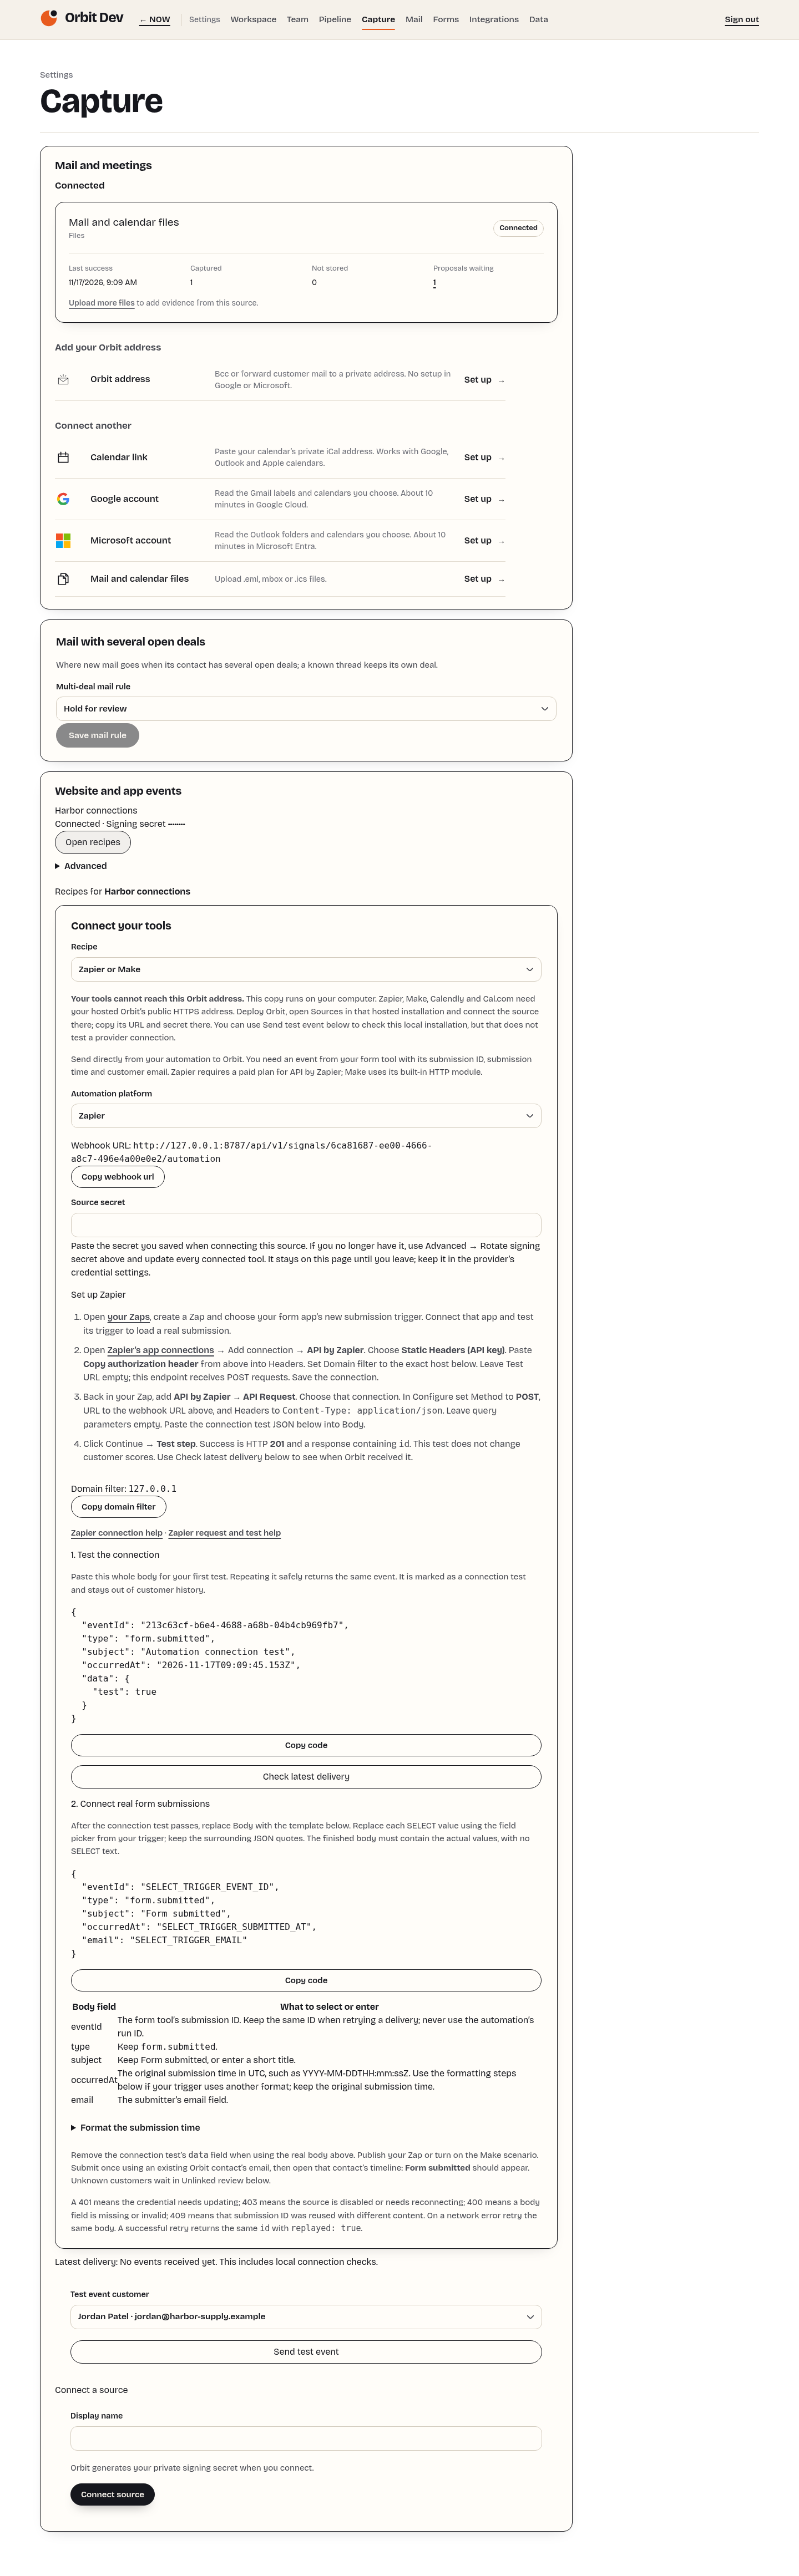 Orbit Dev
← NOW
Settings
Workspace
Team
Pipeline
Capture
Mail
Forms
Integrations
Data
Sign out
Settings
Capture
Mail and meetings
Connected
Mail and calendar files
Files
Connected
Last success
Captured
Not stored
Proposals waiting
11/17/2026, 9:09 AM
1
0
1
Upload more files to add evidence from this source.
Add your Orbit address
Orbit address
Bcc or forward customer mail to a private address. No setup in
Google or Microsoft.
Set up →
Connect another
Calendar link
Paste your calendar's private iCal address. Works with Google,
Outlook and Apple calendars.
Set up →
Google account
Read the Gmail labels and calendars you choose. About 10
minutes in Google Cloud.
Set up →
Microsoft account
Read the Outlook folders and calendars you choose. About 10
minutes in Microsoft Entra.
Set up →
Mail and calendar files
Upload .eml, mbox or .ics files.
Set up →
Mail with several open deals
Where new mail goes when its contact has several open deals; a known thread keeps its own deal.
Multi-deal mail rule
Hold for review
Save mail rule
Website and app events
Harbor connections
Connected · Signing secret ••••••••
Open recipes
▶ Advanced
Recipes for Harbor connections
Connect your tools
Recipe
Zapier or Make
Your tools cannot reach this Orbit address. This copy runs on your computer. Zapier, Make, Calendly and Cal.com need
your hosted Orbit's public HTTPS address. Deploy Orbit, open Sources in that hosted installation and connect the source
there; copy its URL and secret there. You can use Send test event below to check this local installation, but that does not
test a provider connection.
Send directly from your automation to Orbit. You need an event from your form tool with its submission ID, submission
time and customer email. Zapier requires a paid plan for API by Zapier; Make uses its built-in HTTP module.
Automation platform
Zapier
Webhook URL: http://127.0.0.1:8787/api/v1/signals/6ca81687-ee00-4666-
a8c7-496e4a00e0e2/automation
Copy webhook url
Source secret
Paste the secret you saved when connecting this source. If you no longer have it, use Advanced → Rotate signing
secret above and update every connected tool. It stays on this page until you leave; keep it in the provider's
credential settings.
Set up Zapier
1. Open your Zaps, create a Zap and choose your form app's new submission trigger. Connect that app and test
its trigger to load a real submission.
2. Open Zapier's app connections → Add connection → API by Zapier. Choose Static Headers (API key). Paste
Copy authorization header from above into Headers. Set Domain filter to the exact host below. Leave Test
URL empty; this endpoint receives POST requests. Save the connection.
3. Back in your Zap, add API by Zapier → API Request. Choose that connection. In Configure set Method to POST,
URL to the webhook URL above, and Headers to Content-Type: application/json. Leave query
parameters empty. Paste the connection test JSON below into Body.
4. Click Continue → Test step. Success is HTTP 201 and a response containing id. This test does not change
customer scores. Use Check latest delivery below to see when Orbit received it.
Domain filter: 127.0.0.1
Copy domain filter
Zapier connection help · Zapier request and test help
1. Test the connection
Paste this whole body for your first test. Repeating it safely returns the same event. It is marked as a connection test
and stays out of customer history.
{
"eventId": "213c63cf-b6e4-4688-a68b-04b4cb969fb7",
"type": "form.submitted",
"subject": "Automation connection test",
"occurredAt": "2026-11-17T09:09:45.153Z",
"data": {
"test": true
}
}
Copy code
Check latest delivery
2. Connect real form submissions
After the connection test passes, replace Body with the template below. Replace each SELECT value using the field
picker from your trigger; keep the surrounding JSON quotes. The finished body must contain the actual values, with no
SELECT text.
{
"eventId": "SELECT_TRIGGER_EVENT_ID",
"type": "form.submitted",
"subject": "Form submitted",
"occurredAt": "SELECT_TRIGGER_SUBMITTED_AT",
"email": "SELECT_TRIGGER_EMAIL"
}
Copy code
Body field
What to select or enter
eventId
The form tool's submission ID. Keep the same ID when retrying a delivery; never use the automation's
run ID.
type
Keep form.submitted.
subject
Keep Form submitted, or enter a short title.
occurredAt
The original submission time in UTC, such as YYYY-MM-DDTHH:mm:ssZ. Use the formatting steps
below if your trigger uses another format; keep the original submission time.
email
The submitter's email field.
▶ Format the submission time
Remove the connection test's data field when using the real body above. Publish your Zap or turn on the Make scenario.
Submit once using an existing Orbit contact's email, then open that contact's timeline: Form submitted should appear.
Unknown customers wait in Unlinked review below.
A 401 means the credential needs updating; 403 means the source is disabled or needs reconnecting; 400 means a body
field is missing or invalid; 409 means that submission ID was reused with different content. On a network error retry the
same body. A successful retry returns the same id with replayed: true.
Latest delivery: No events received yet. This includes local connection checks.
Test event customer
Jordan Patel · jordan@harbor-supply.example
Send test event
Connect a source
Display name
Orbit generates your private signing secret when you connect.
Connect source